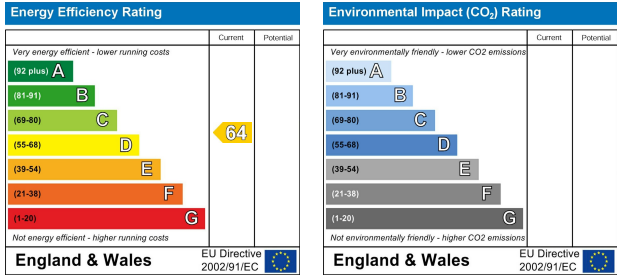 Energy Efficiency Rating
Current Potential
Very energy efficient - lower running costs
(92 plus) A
(81-91) B
(69-80) C
(55-68) D
64
(39-54) E
(21-38) F
(1-20) G
Not energy efficient - higher running costs
England & Wales
EU Directive
2002/91/EC
Environmental Impact (CO2) Rating
Current Potential
Very environmentally friendly - lower CO2 emissions
(92 plus) A
(81-91) B
(69-80) C
(55-68) D
(39-54) E
(21-38) F
(1-20) G
Not environmentally friendly - higher CO2 emissions
England & Wales
EU Directive
2002/91/EC